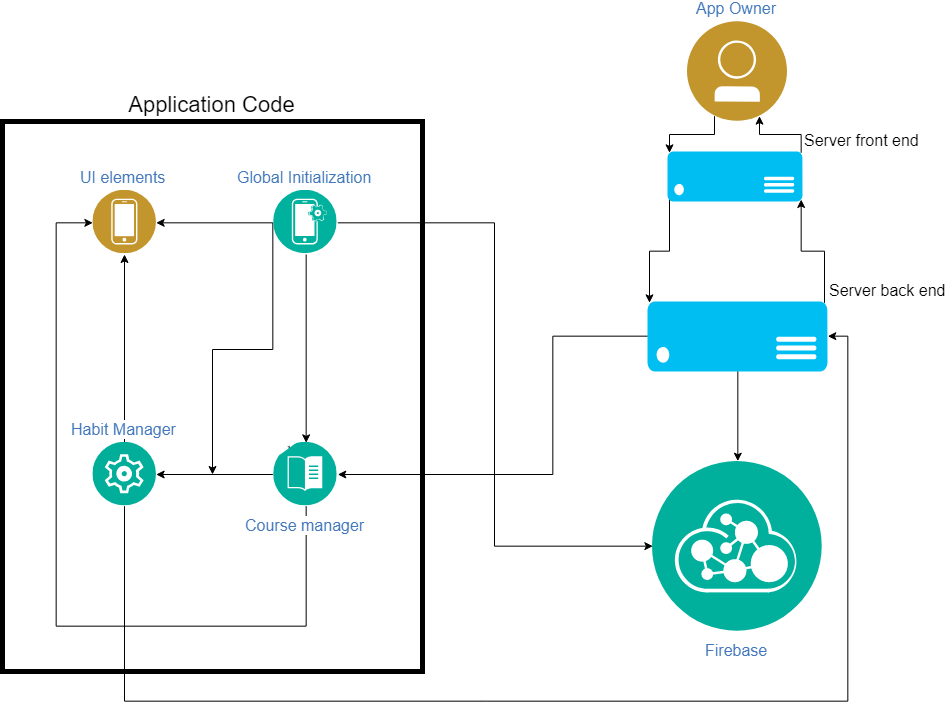 App Owner
Application Code
Server front end
UI elements
Global Initialization
Server back end
Habit Manager
Course manager
Firebase